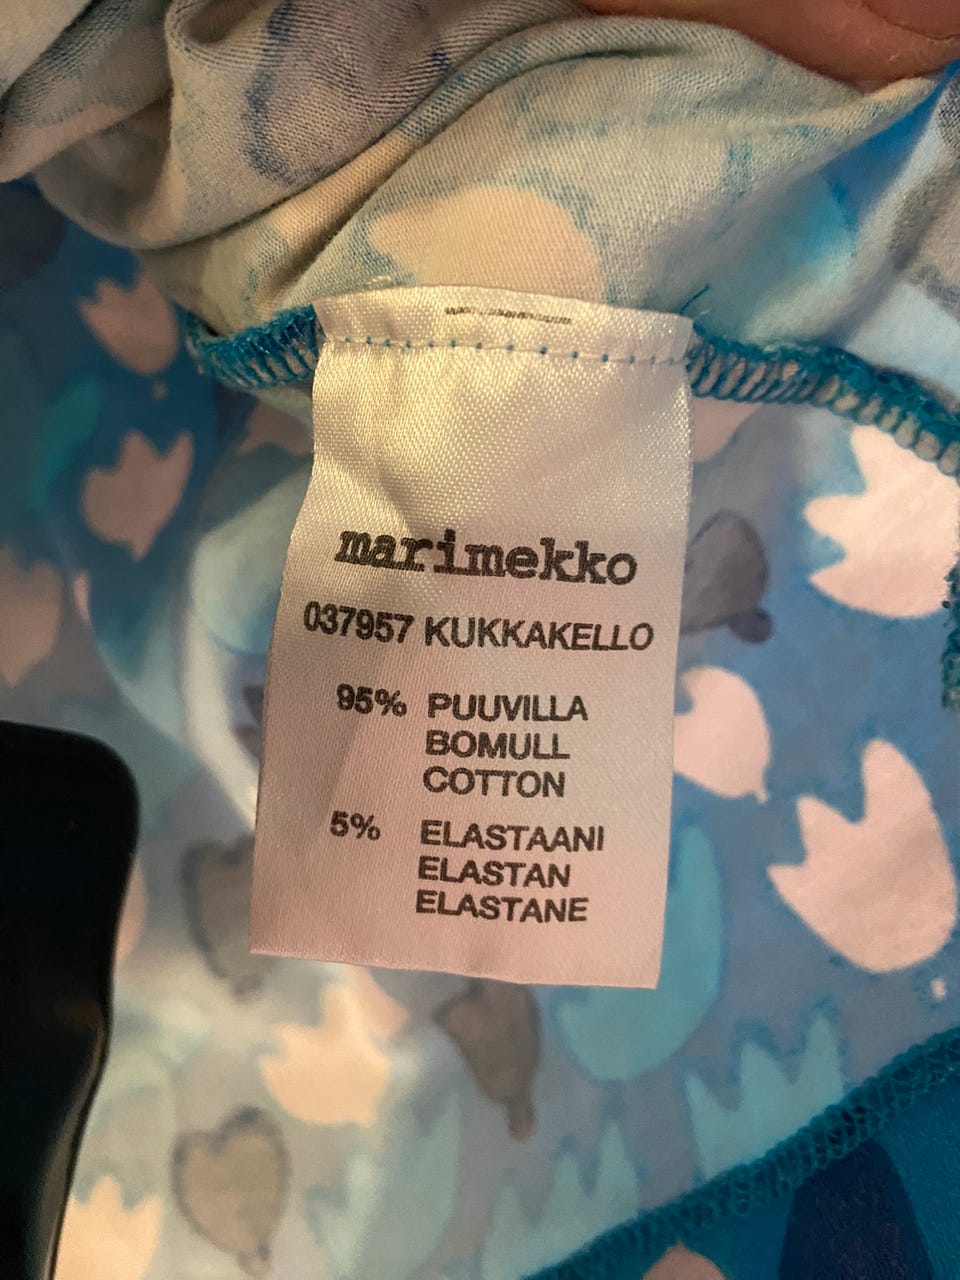 marimekko
037957 KUKKAKELLO
95% PUUVILLA
BOMULL
COTTON
5% ELASTAANI
ELASTAN
ELASTANE